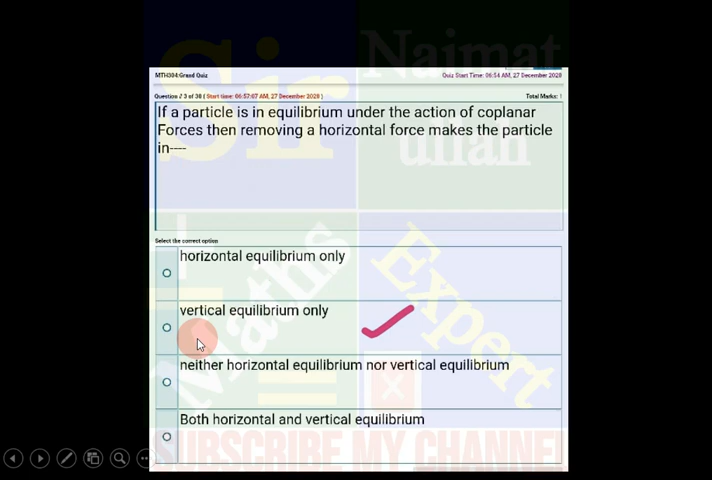 Naimat
ullah
Sir
MTH304:Grand Quiz
Quiz Start Time: 06:54 AM, 27 December 2020
Question # 3 of 30 ( Start time: 06:57:07 AM, 27 December 2020 )
Total Marks: 1
If a particle is in equilibrium under the action of coplanar
Forces then removing a horizontal force makes the particle
in----
Select the correct option
horizontal equilibrium only
vertical equilibrium only
neither horizontal equilibrium nor vertical equilibrium
Both horizontal and vertical equilibrium
Maths
Expert
SUBSCRIBE MY CHANNEL